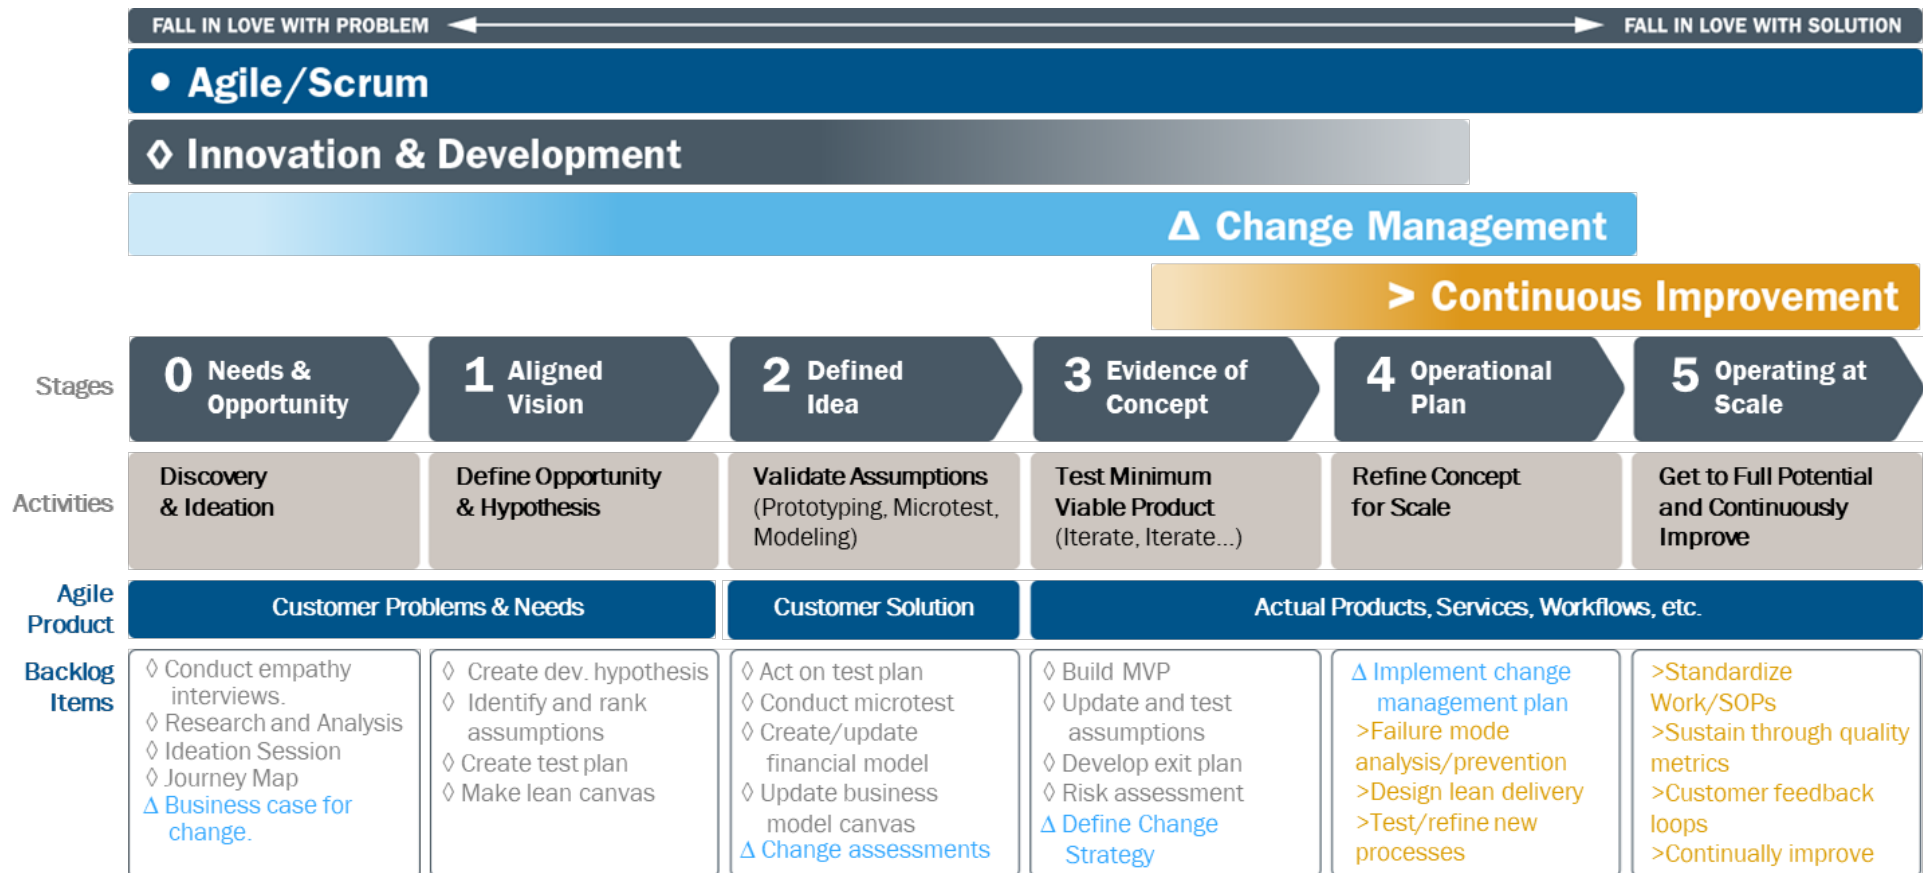 FALL IN LOVE WITH PROBLEM
FALL IN LOVE WITH SOLUTION
• Agile/Scrum
◊ Innovation & Development
Δ Change Management
> Continuous Improvement
Stages
0 Needs &
Opportunity
1 Aligned
Vision
2 Defined
Idea
3 Evidence of
Concept
4 Operational
Plan
5 Operating at
Scale
Activities
Discovery
& Ideation
Define Opportunity
& Hypothesis
Validate Assumptions
(Prototyping, Microtest,
Modeling)
Test Minimum
Viable Product
(Iterate, Iterate...)
Refine Concept
for Scale
Get to Full Potential
and Continuously
Improve
Agile
Product
Customer Problems & Needs
Customer Solution
Actual Products, Services, Workflows, etc.
Backlog
Items
◊ Conduct empathy
interviews.
◊ Research and Analysis
◊ Ideation Session
◊ Journey Map
Δ Business case for
change.
◊ Create dev. hypothesis
◊ Identify and rank
assumptions
◊ Create test plan
◊ Make lean canvas
◊ Act on test plan
◊ Conduct microtest
◊ Create/update
financial model
◊ Update business
model canvas
Δ Change assessments
◊ Build MVP
◊ Update and test
assumptions
◊ Develop exit plan
◊ Risk assessment
Δ Define Change
Strategy
Δ Implement change
management plan
>Failure mode
analysis/prevention
>Design lean delivery
>Test/refine new
processes
>Standardize
Work/SOPs
>Sustain through quality
metrics
>Customer feedback
loops
>Continually improve